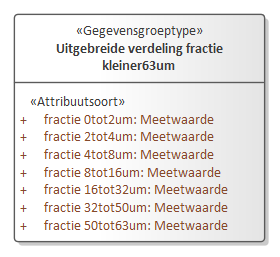 «Gegevensgroeptype»
Uitgebreide verdeling fractie
kleiner63um
«Attribuutsoort»
+ fractie 0tot2um: Meetwaarde
+ fractie 2tot4um: Meetwaarde
+ fractie 4tot8um: Meetwaarde
+ fractie 8tot16um: Meetwaarde
+ fractie 16tot32um: Meetwaarde
+ fractie 32tot50um: Meetwaarde
+ fractie 50tot63um: Meetwaarde